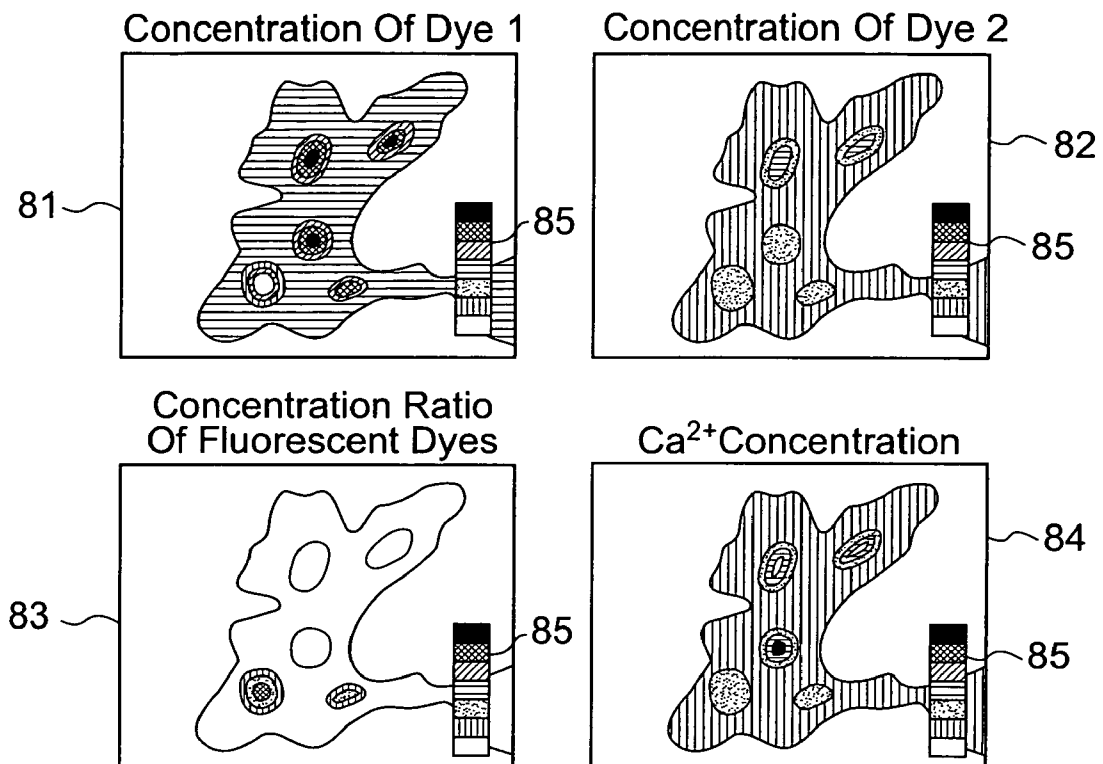 Concentration Of Dye 1
Concentration Of Dye 2
81
85
82
85
Concentration Ratio
Of Fluorescent Dyes
Ca²⁺Concentration
83
85
84
85